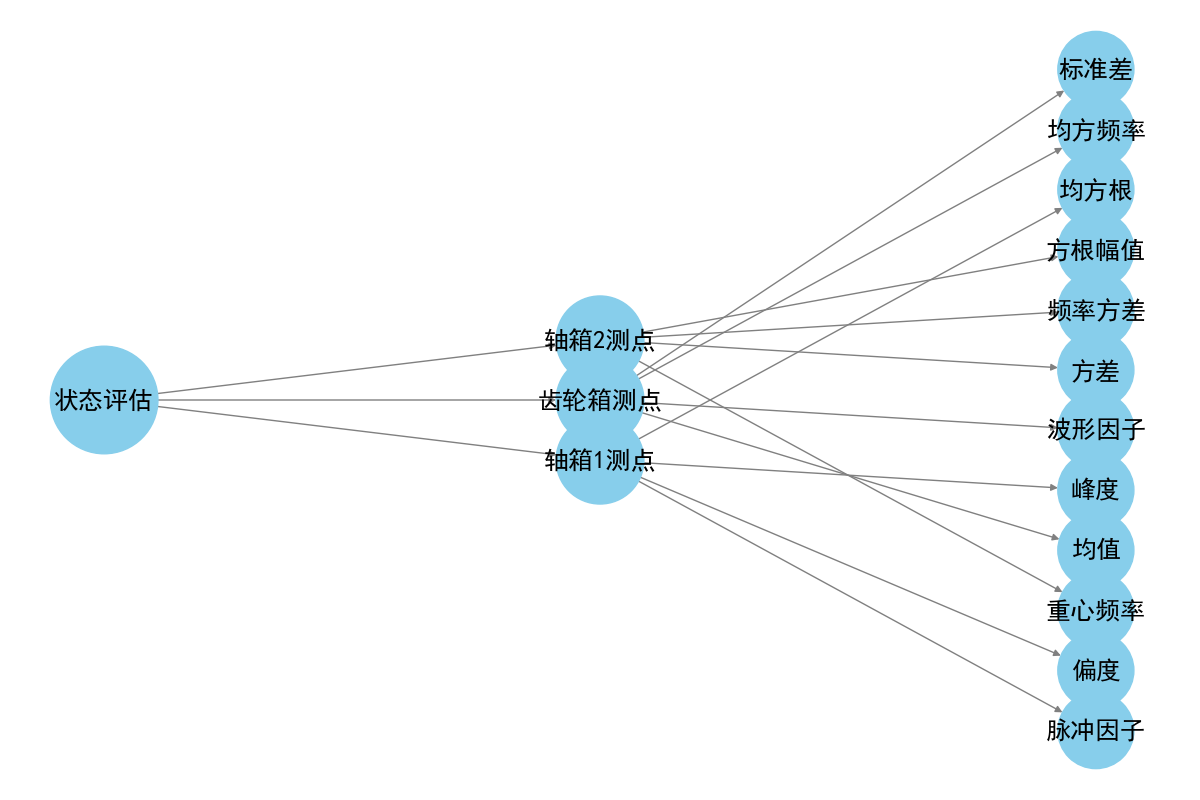 状态评估
轴箱2测点
齿轮箱测点
轴箱1测点
标准差
均方频率
均方根
方根幅值
频率方差
方差
波形因子
峰度
均值
重心频率
偏度
脉冲因子